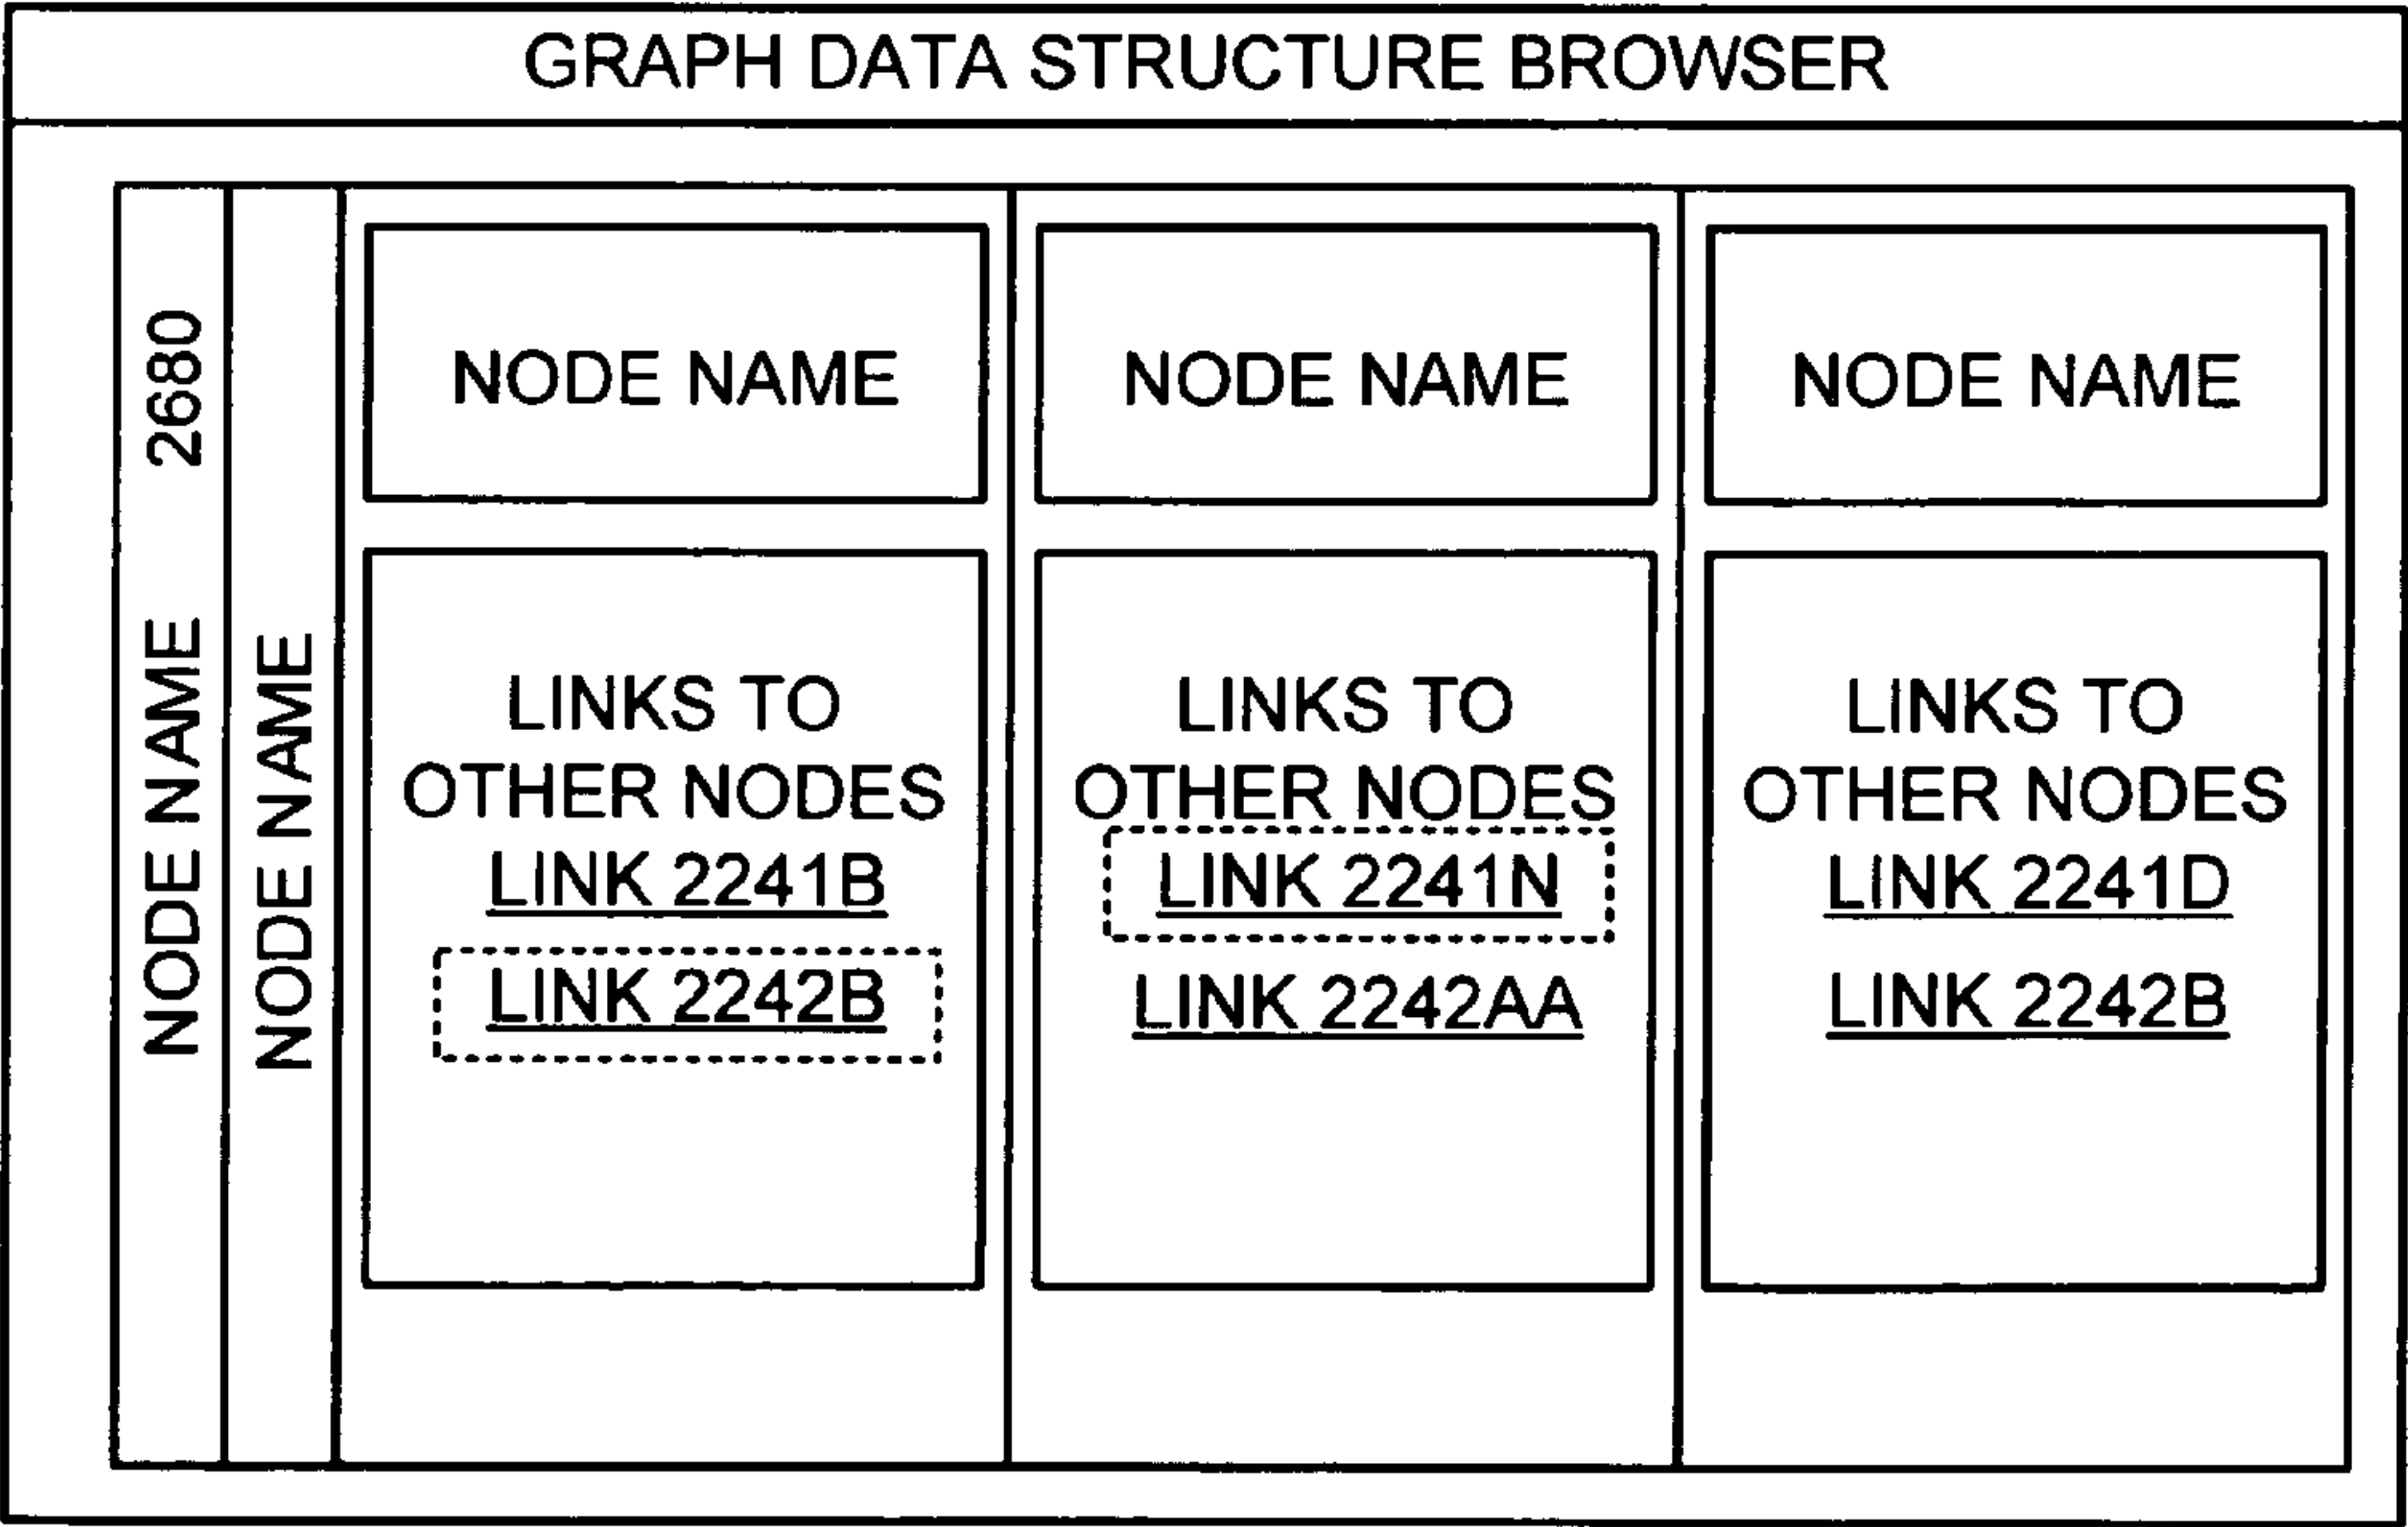 GRAPH DATA STRUCTURE BROWSER
NODE NAME 2680
NODE NAME
NODE NAME
LINKS TO
OTHER NODES
LINK 2241B
LINK 2242B
NODE NAME
LINKS TO
OTHER NODES
LINK 2241N
LINK 2242AA
NODE NAME
LINKS TO
OTHER NODES
LINK 2241D
LINK 2242B